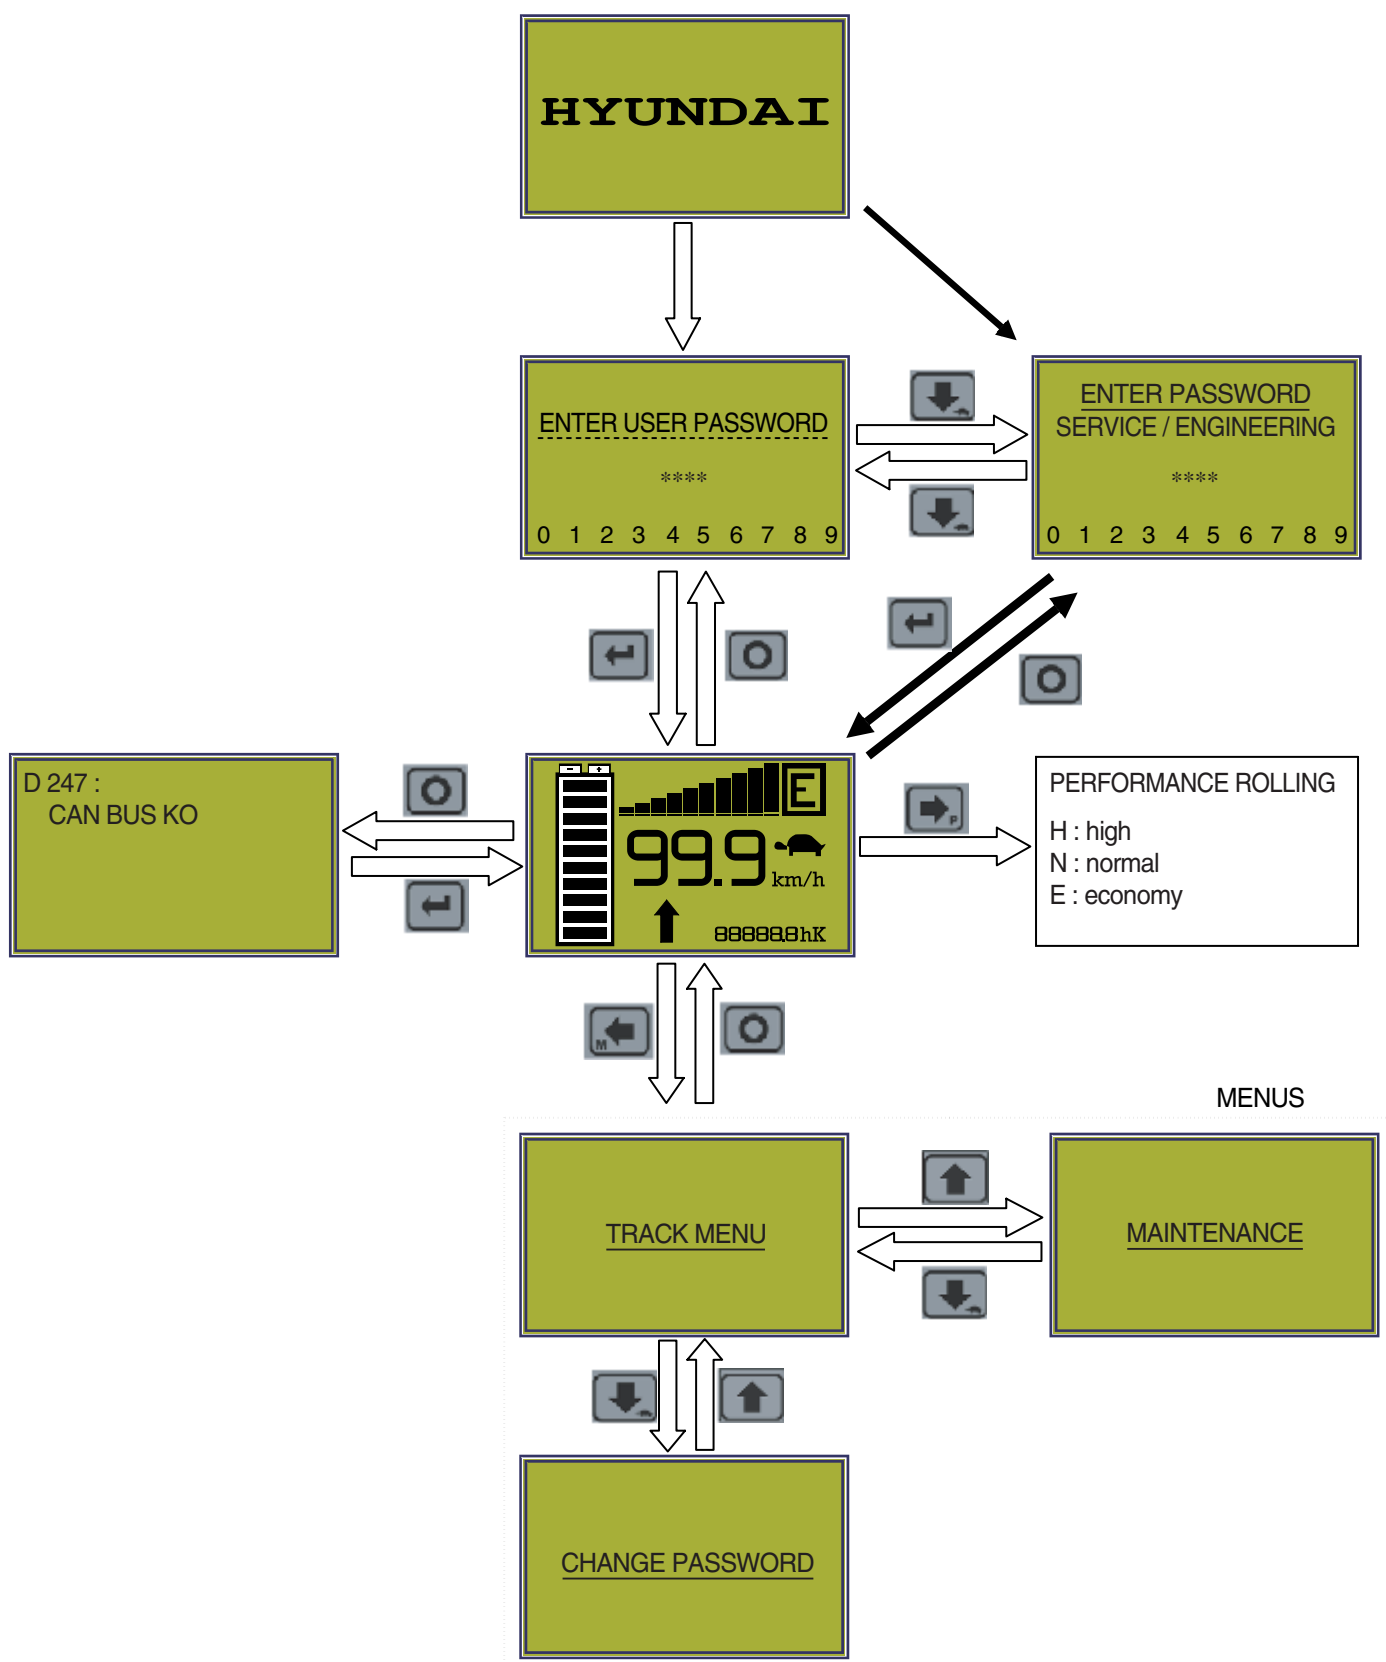 HYUNDAI
ENTER USER PASSWORD
****
0 1 2 3 4 5 6 7 8 9
ENTER PASSWORD
SERVICE / ENGINEERING
****
0 1 2 3 4 5 6 7 8 9
D 247 :
CAN BUS KO
- +
E
99.9
km/h
888888hK
P
PERFORMANCE ROLLING
H : high
N : normal
E : economy
M
MENUS
TRACK MENU
MAINTENANCE
CHANGE PASSWORD